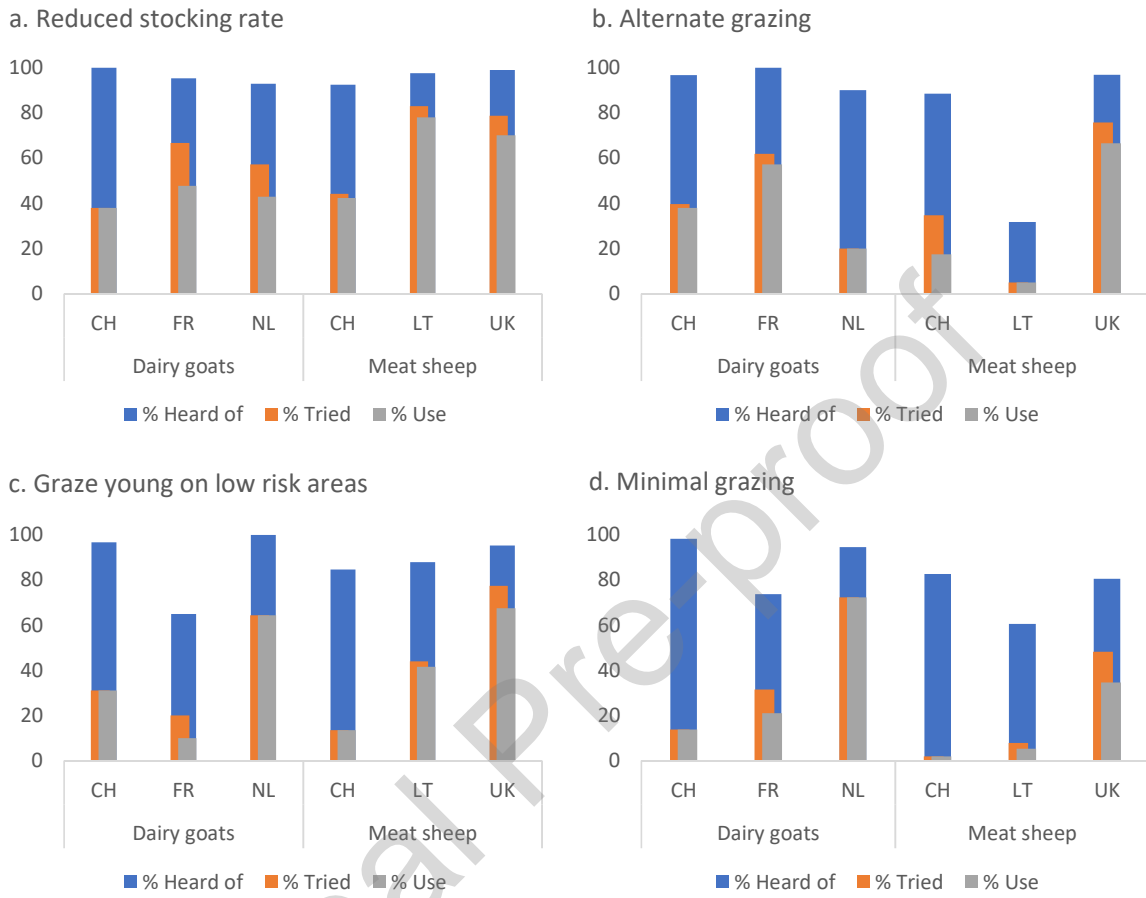 a. Reduced stocking rate
100
80
60
40
20
0
CH FR NL CH LT UK
Dairy goats Meat sheep
% Heard of % Tried % Use
b. Alternate grazing
100
80
60
40
20
0
CH FR NL CH LT UK
Dairy goats Meat sheep
% Heard of % Tried % Use
c. Graze young on low risk areas
100
80
60
40
20
0
CH FR NL CH LT UK
Dairy goats Meat sheep
% Heard of % Tried % Use
d. Minimal grazing
100
80
60
40
20
0
CH FR NL CH LT UK
Dairy goats Meat sheep
% Heard of % Tried % Use
al Pre-proof